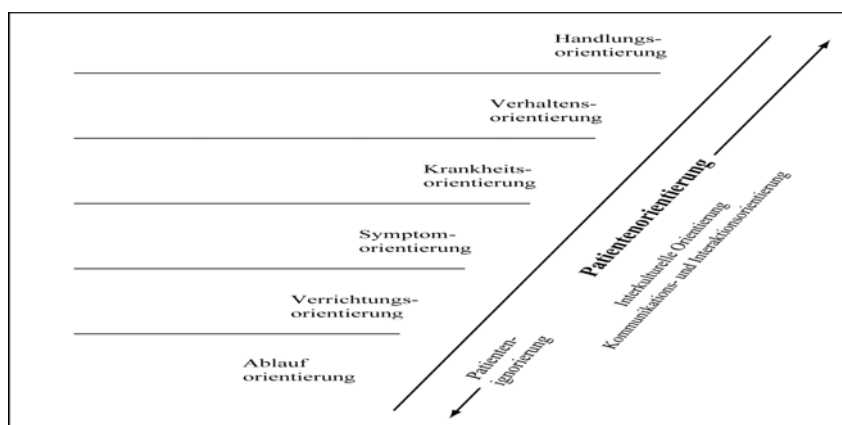 Handlungs-
orientierung
Verhaltens-
orientierung
Krankheits-
orientierung
Symptom-
orientierung
Verrichtungs-
orientierung
Ablauf
orientierung
Patientenorientierung
Interkulturelle Orientierung
Kommunikations- und Interaktionsorientierung
Patienten-
ignorierung